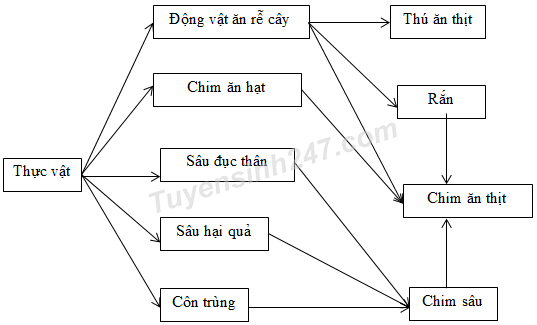 Động vật ăn rễ cây
Thú ăn thịt
Chim ăn hạt
Rắn
Sâu đục thân
Thực vật
Chim ăn thịt
Sâu hại quả
Côn trùng
Chim sâu
Tuyensinh247.com